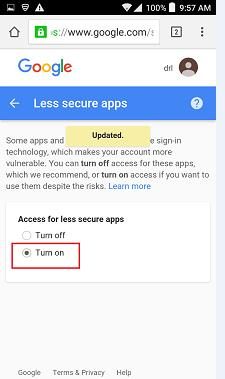 100% 9:57 AM
s://www.google.com/s 2
Google drl
Less secure apps
Updated.
Some apps and e sign-in
technology, which makes your account more
vulnerable. You can turn off access for these apps,
which we recommend, or turn on access if you want to
use them despite the risks. Learn more
Access for less secure apps
Turn off
Turn on
Google Terms & Privacy Help